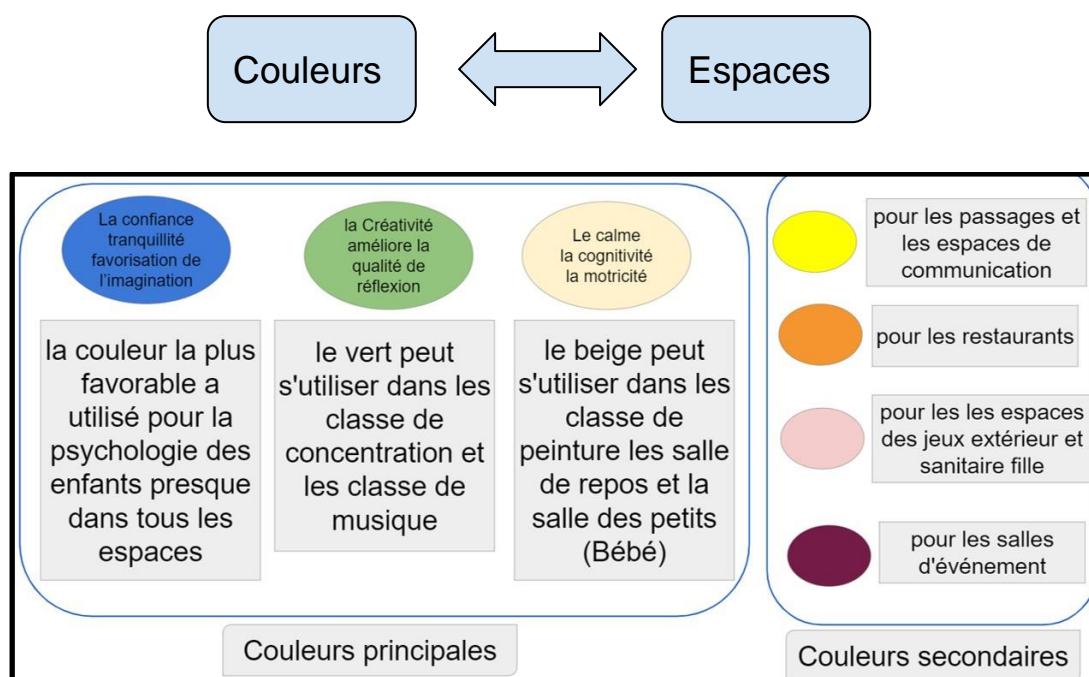 Couleurs
Espaces
La confiance
tranquillité
favorisation de
l'imagination
la Créativité
améliore la
qualité de
réflexion
Le calme
la cognitivité
la motricité
la couleur la plus
favorable a
utilisé pour la
psychologie des
enfants presque
dans tous les
espaces
le vert peut
s'utiliser dans les
classe de
concentration et
les classe de
musique
le beige peut
s'utiliser dans les
classe de
peinture les salle
de repos et la
salle des petits
(Bébé)
Couleurs principales
pour les passages et
les espaces de
communication
pour les restaurants
pour les les espaces
des jeux extérieur et
sanitaire fille
pour les salles
d'événement
Couleurs secondaires